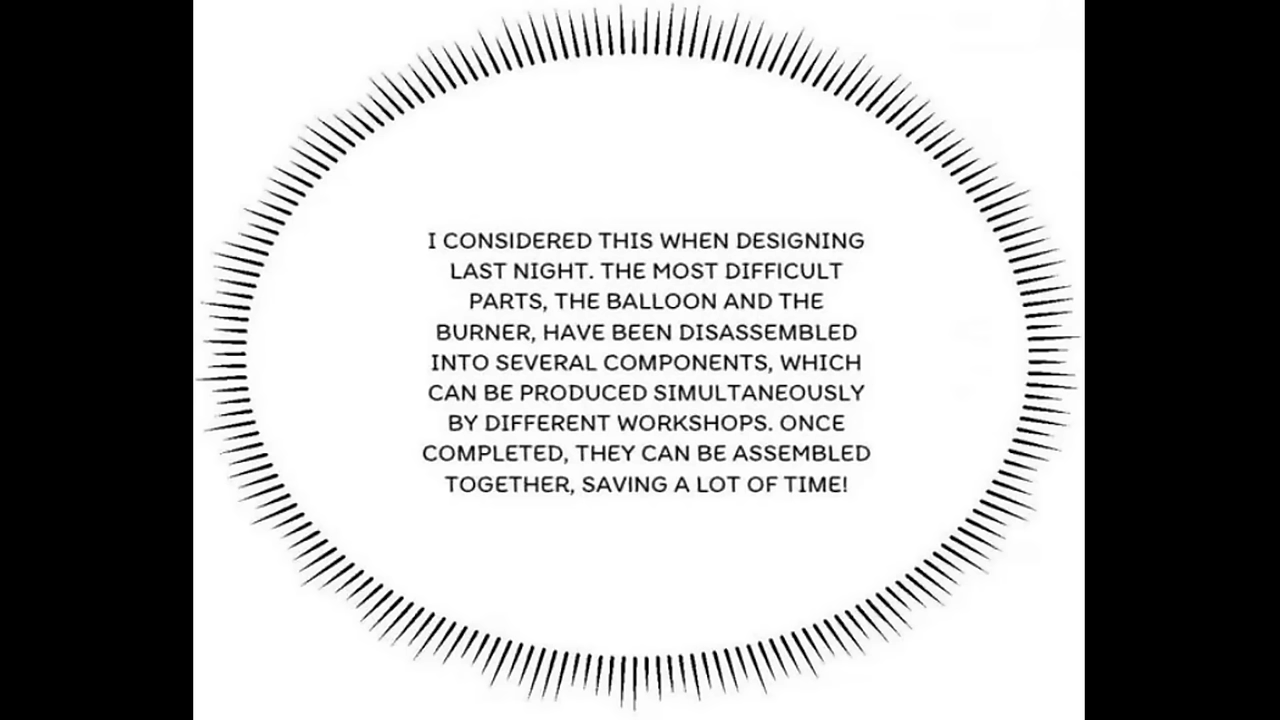 I CONSIDERED THIS WHEN DESIGNING
LAST NIGHT. THE MOST DIFFICULT
PARTS, THE BALLOON AND THE
BURNER, HAVE BEEN DISASSEMBLED
INTO SEVERAL COMPONENTS, WHICH
CAN BE PRODUCED SIMULTANEOUSLY
BY DIFFERENT WORKSHOPS. ONCE
COMPLETED, THEY CAN BE ASSEMBLED
TOGETHER, SAVING A LOT OF TIME!